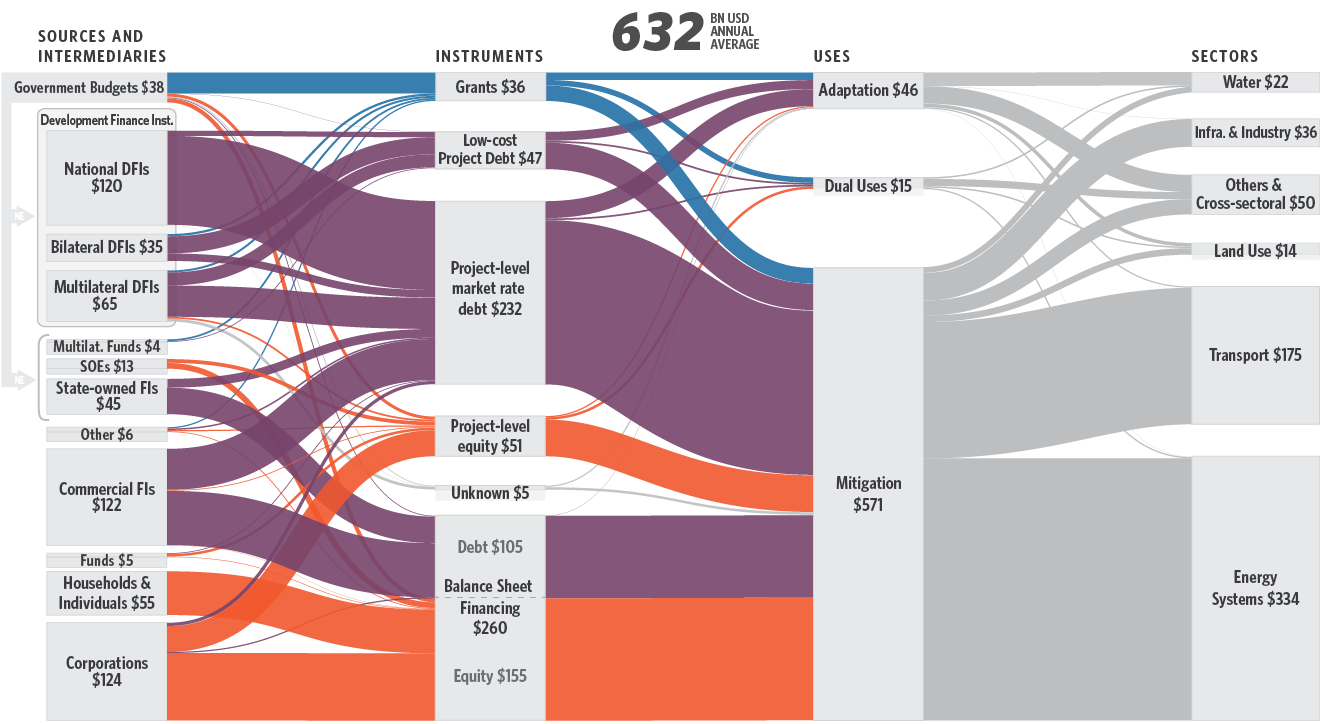 632
BN USD
ANNUAL
AVERAGE
SOURCES AND
INTERMEDIARIES
INSTRUMENTS
USES
SECTORS
Government Budgets $38
Development Finance Inst.
National DFIs
$120
NE
Bilateral DFIs $35
Multilateral DFIs
$65
Multilat. Funds $4
SOEs $13
NE
State-owned FIs
$45
Other $6
Commercial FIs
$122
Funds $5
Households &
Individuals $55
Corporations
$124
Grants $36
Low-cost
Project Debt $47
Project-level
market rate
debt $232
Project-level
equity $51
Unknown $5
Debt $105
Balance Sheet
Financing
$260
Equity $155
Adaptation $46
Dual Uses $15
Mitigation
$571
Water $22
Infra. & Industry $36
Others &
Cross-sectoral $50
Land Use $14
Transport $175
Energy
Systems $334